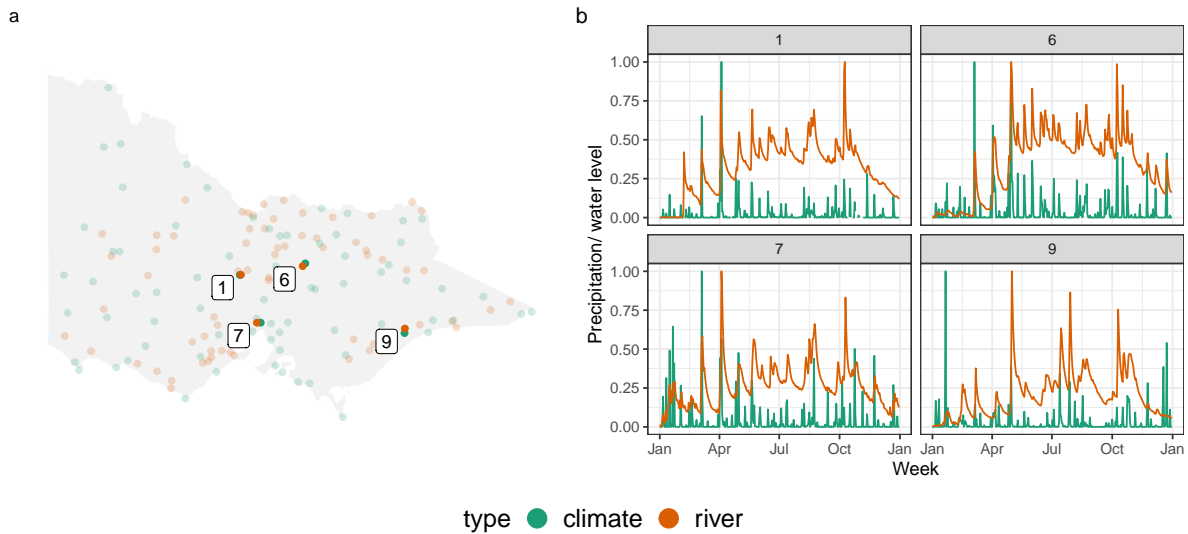 a
1
6
7
9
b
Precipitation/ water level
1
1.00
0.75
0.50
0.25
0.00
6
7
1.00
0.75
0.50
0.25
0.00
Jan Apr Jul Oct Jan
9
Jan Apr Jul Oct Jan
Week
type climate river